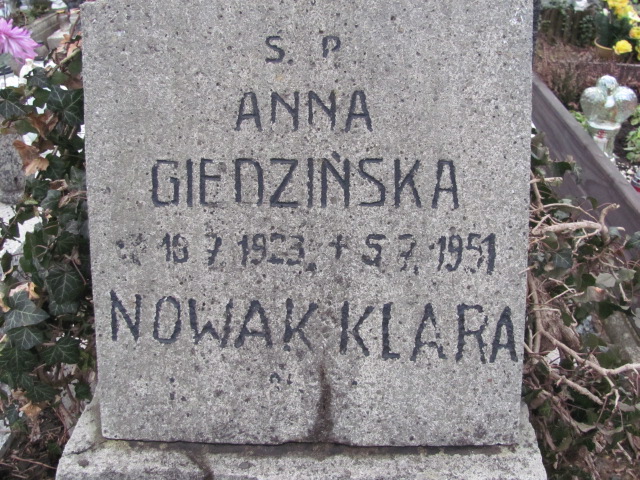 S. P.
ANNA
GIEDZIŃSKA
* 18 7 1923. + 5.7. 1951
NOWAK KLARA